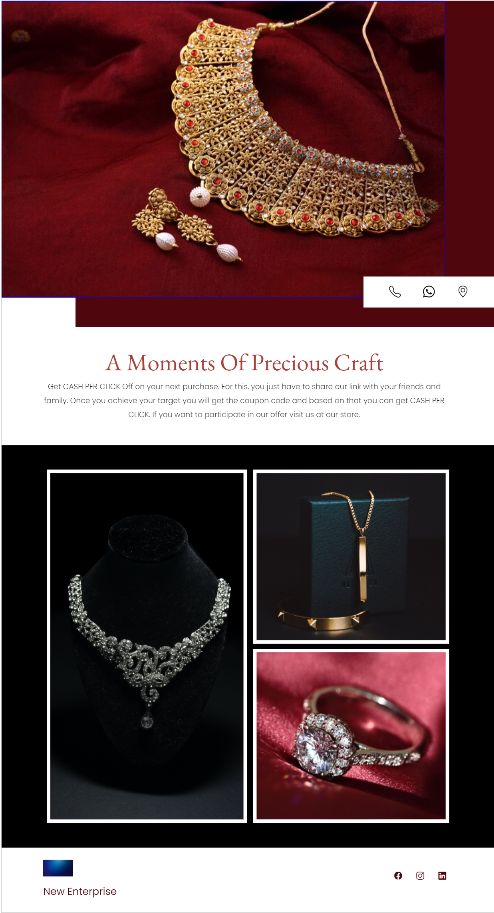 A Moments Of Precious Craft
Get CASH PER CLICK Off on your next purchase. For this, you just have to share our link with your friends and
family. Once you achieve your target you will get the coupon code and based on that you can get CASH PER
CLICK. If you want to participate in our offer visit us at our store.
New Enterprise